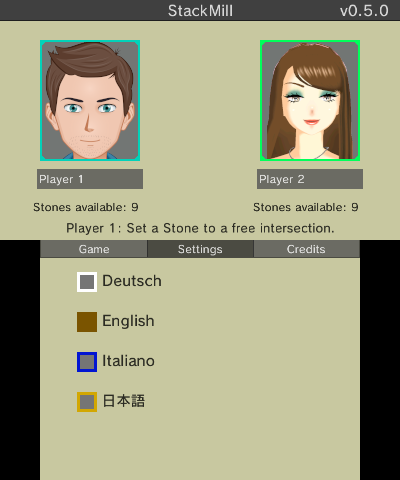 StackMill v0.5.0
Player 1 Player 2
Stones available: 9 Stones available: 9
Player 1: Set a Stone to a free intersection.
Game Settings Credits
Deutsch
English
Italiano
日本語